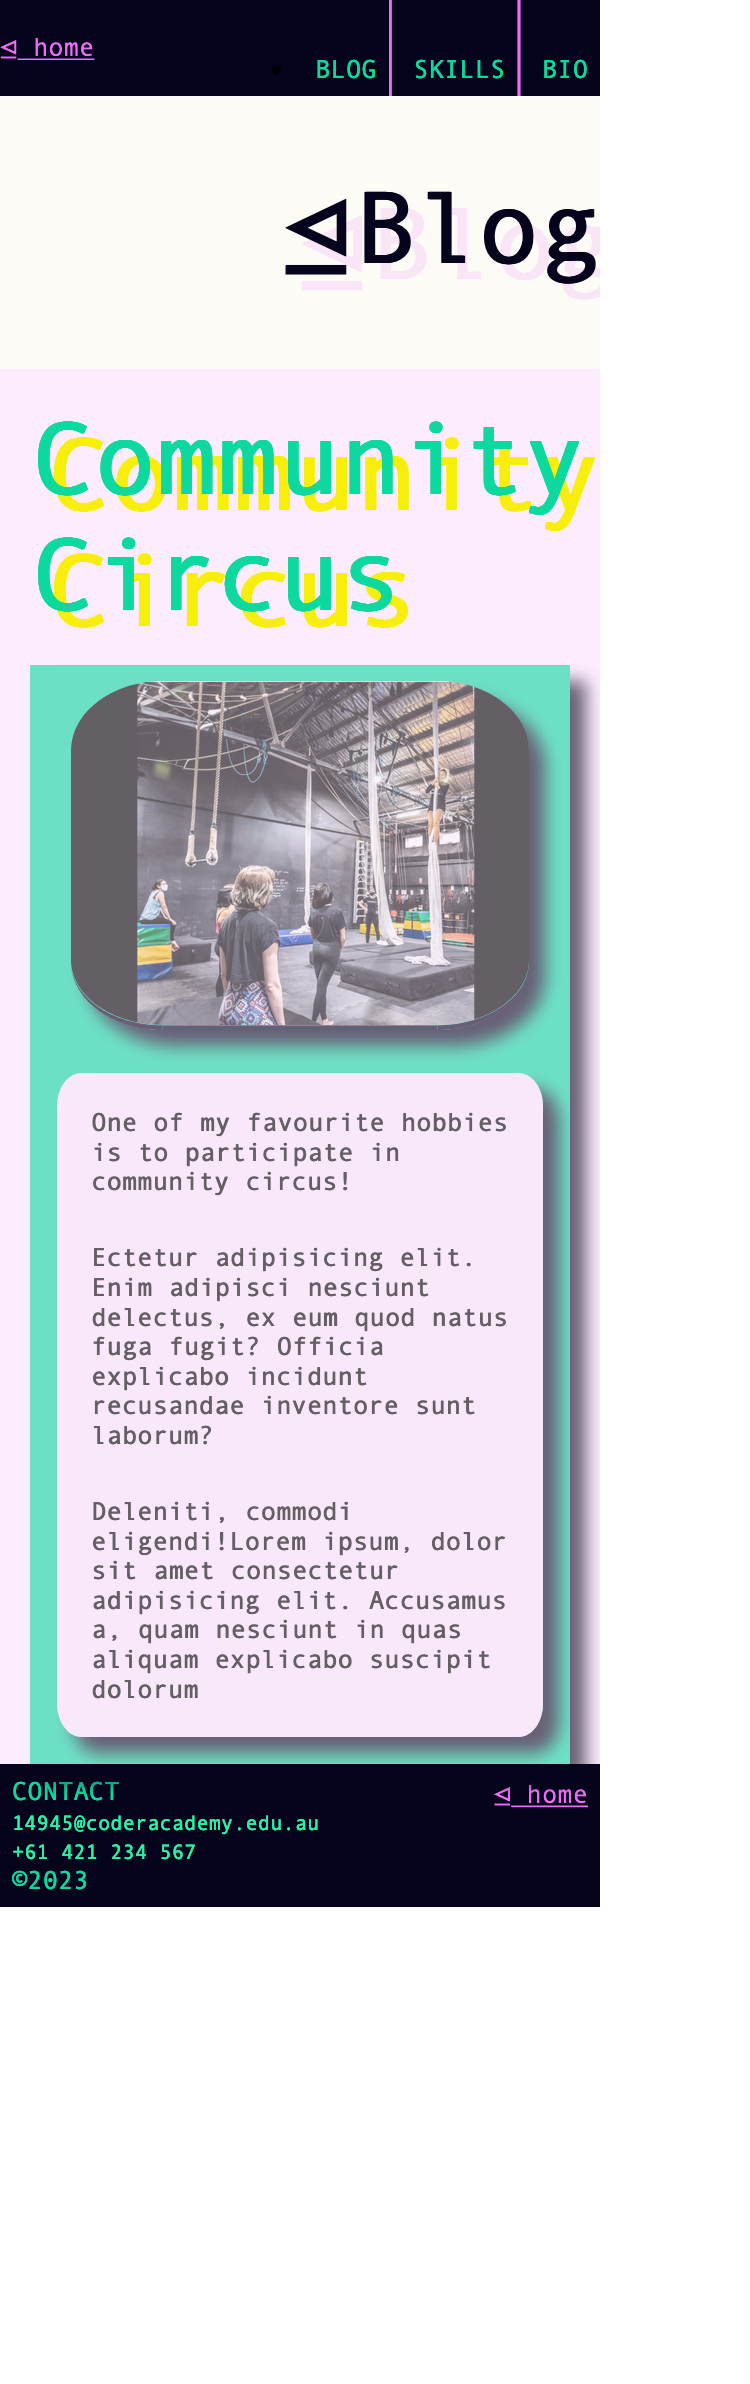 ⊴ home
BLOG
SKILLS
BIO
⊴Blog
Community
Circus
One of my favourite hobbies
is to participate in
community circus!
Ectetur adipisicing elit.
Enim adipisci nesciunt
delectus, ex eum quod natus
fuga fugit? Officia
explicabo incidunt
recusandae inventore sunt
laborum?
Deleniti, commodi
eligendi!Lorem ipsum, dolor
sit amet consectetur
adipisicing elit. Accusamus
a, quam nesciunt in quas
aliquam explicabo suscipit
dolorum
CONTACT
⊴ home
14945@coderacademy.edu.au
+61 421 234 567
©2023